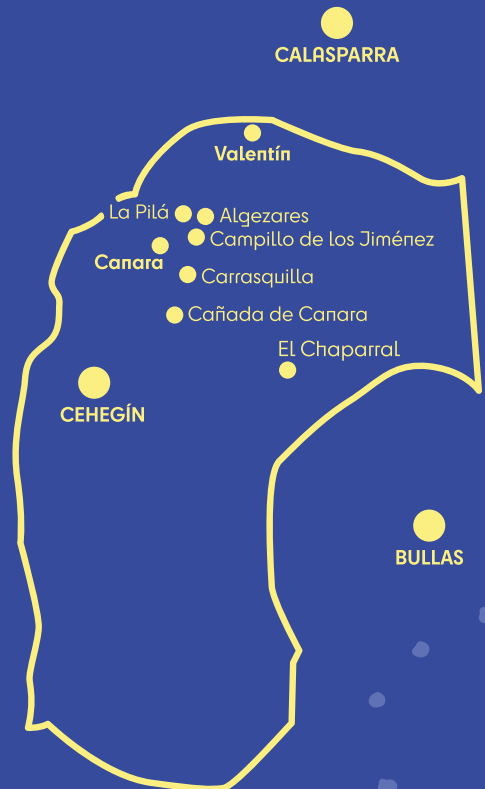 CALASPARRA
Valentín
La Pilá
Algezares
Campillo de los Jiménez
Canara
Carrasquilla
Cañada de Canara
El Chaparral
CEHEGÍN
BULLAS